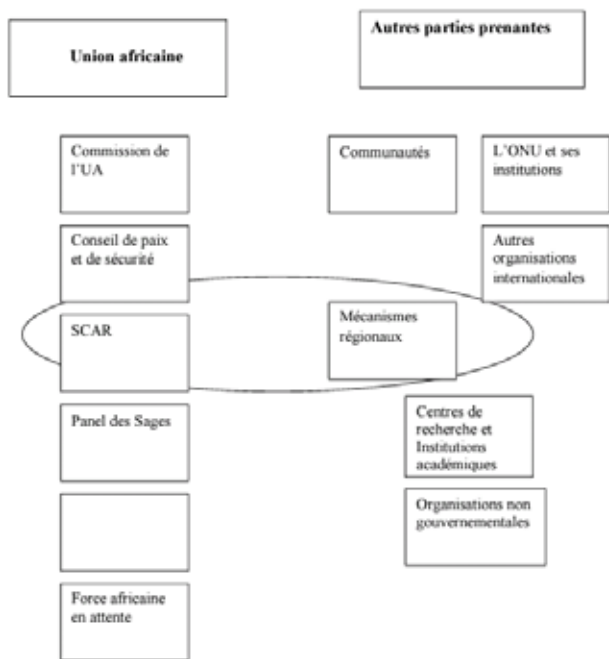 Union africaine
Autres parties prenantes
Commission de
l'UA
Conseil de paix
et de sécurité
SCAR
Panel des Sages
Force africaine
en attente
Communautés
L'ONU et ses
institutions
Autres
organisations
internationales
Mécanismes
régionaux
Centres de
recherche et
Institutions
académiques
Organisations non
gouvernementales